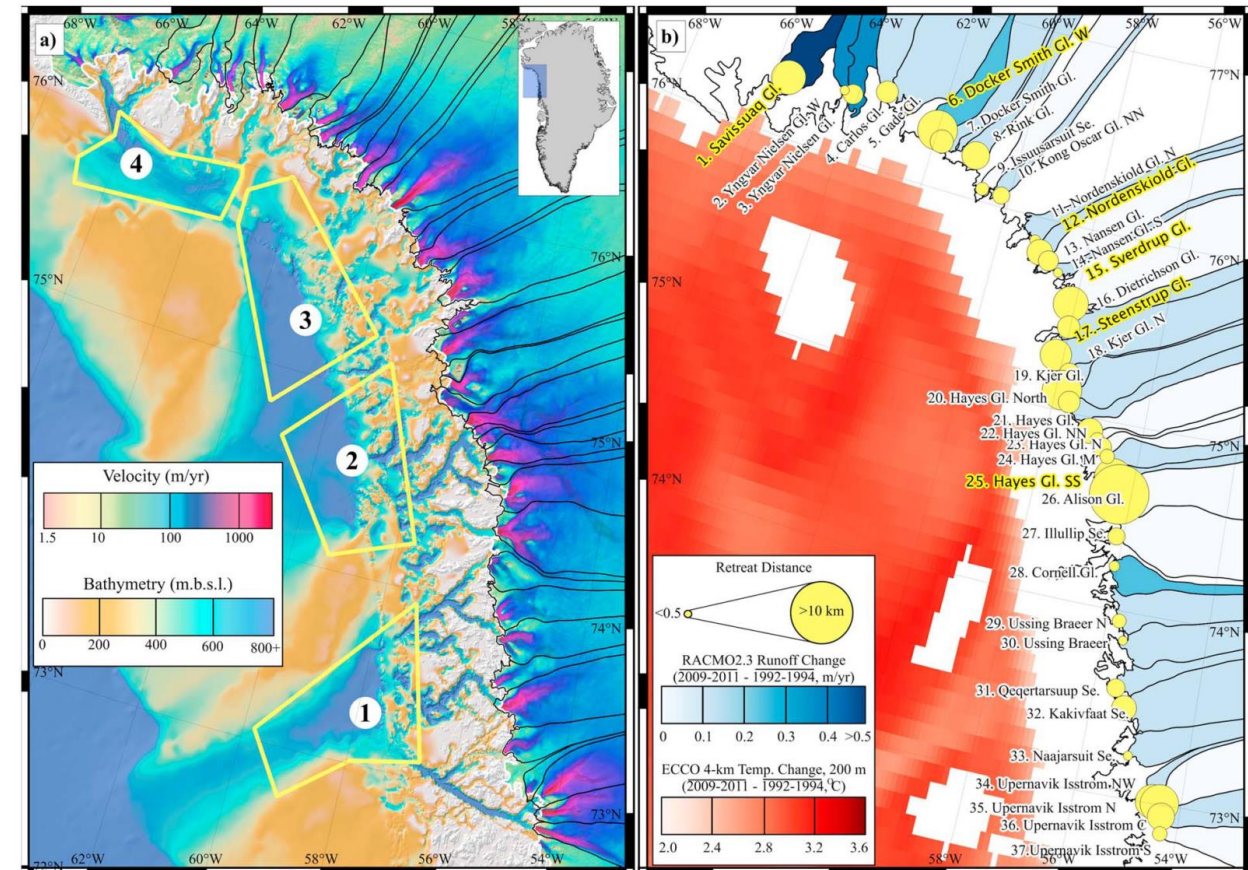 68°W 66°W 64°W 62°W 60°W 58°W
a)
76°N
75°N
76°N
75°N
74°N
73°N
73°N
72°N
62°W 60°W 58°W 56°W
4
3
2
1
Velocity (m/yr)
1.5 10 100 1000
Bathymetry (m.b.s.l.)
0 200 400 600 800+
68°W 66°W 64°W 62°W 60°W 58°W 56°W
b)
76°N
75°N
74°N
77°N
76°N
75°N
74°N
73°N
58°W 56°W 54°W
1. Savissuaq Gl.
2. Yngvar Nielsen Gl. W
3. Yngvar Nielsen Gl.
4. Carlos Gl.
5. Gade Gl.
6. Docker Smith Gl. W
7. Docker Smith Gl.
8. Rink Gl.
9. Issuusarsuit Se.
10. Kong Oscar Gl. NN
11. Nordenskiold Gl. N
12. Nordenskiold Gl.
13. Nansen Gl.
14. Nansen Gl. S
15. Sverdrup Gl.
16. Dietrichson Gl.
17. Steenstrup Gl.
18. Kjer Gl. N
19. Kjer Gl.
20. Hayes Gl. North
21. Hayes Gl.
22. Hayes Gl. NN
23. Hayes Gl. N
24. Hayes Gl. M
25. Hayes Gl. SS
26. Alison Gl.
27. Illullip Se.
28. Cornell Gl.
29. Ussing Braeer N
30. Ussing Braeer
31. Qeqertarsuup Se.
32. Kakivfaat Se.
33. Naajarsuit Se.
34. Upernavik Isstrom NW
35. Upernavik Isstrom N
36. Upernavik Isstrom C
37. Upernavik Isstrom S
Retreat Distance
<0.5 >10 km
RACMO2.3 Runoff Change
(2009-2011 - 1992-1994, m/yr)
0 0.1 0.2 0.3 0.4 >0.5
ECCO 4-km Temp. Change, 200 m
(2009-2011 - 1992-1994,°C)
2.0 2.4 2.8 3.2 3.6